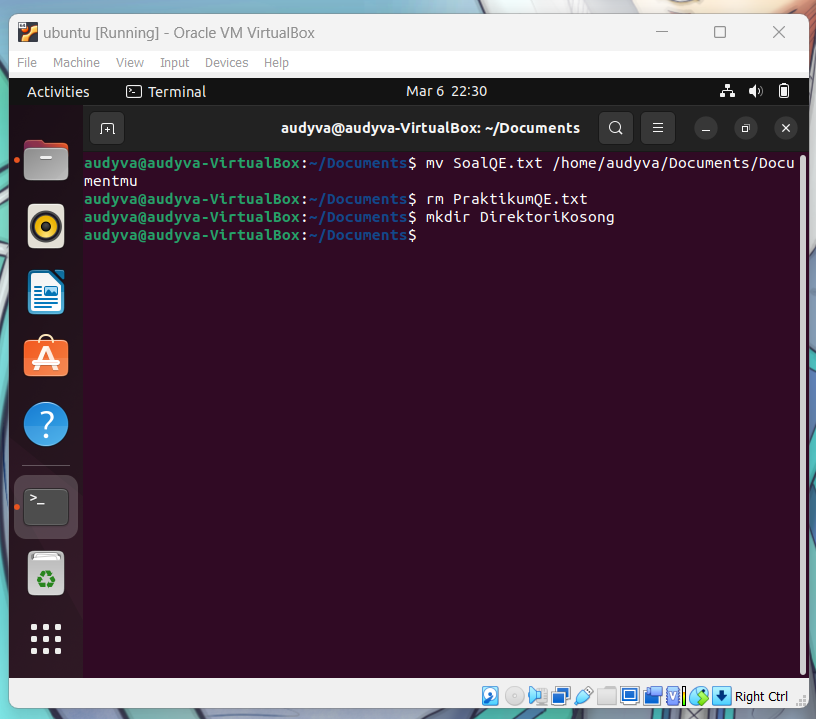 ubuntu [Running] - Oracle VM VirtualBox
File Machine View Input Devices Help
Activities Terminal Mar 6 22:30
audyva@audyva-VirtualBox: ~/Documents
audyva@audyva-VirtualBox:~/Documents$ mv SoalQE.txt /home/audyva/Documents/Docu
mentmu
audyva@audyva-VirtualBox:~/Documents$ rm PraktikumQE.txt
audyva@audyva-VirtualBox:~/Documents$ mkdir DirektoriKosong
audyva@audyva-VirtualBox:~/Documents$
Right Ctrl